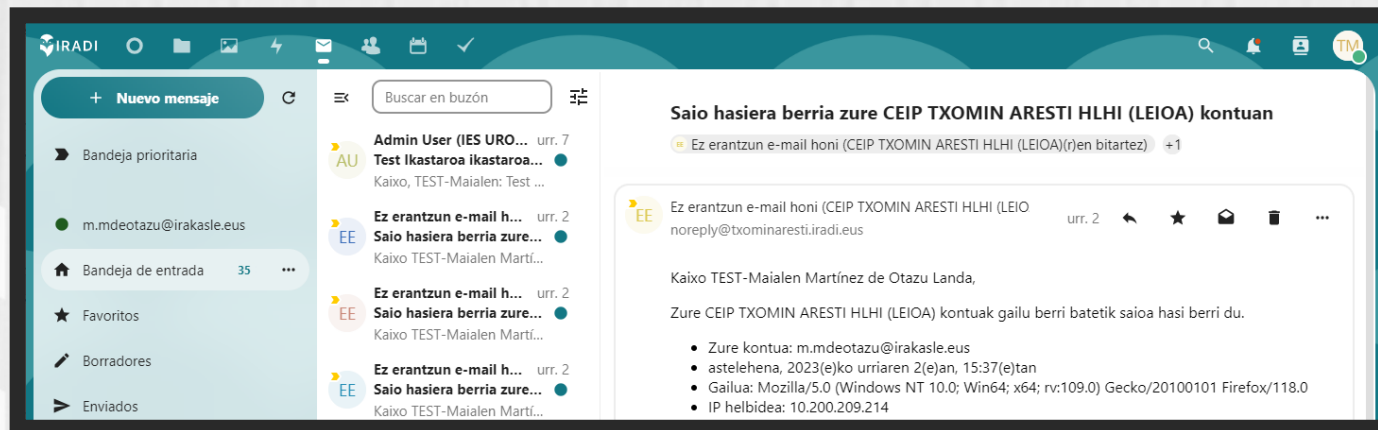 IRADI
TM
+ Nuevo mensaje
Bandeja prioritaria
m.mdeotazu@irakasle.eus
Bandeja de entrada 35
Favoritos
Borradores
Enviados
Buscar en buzón
AU
Admin User (IES URO... urr. 7
Test Ikastaroa ikastaroa...
Kaixo, TEST-Maialen: Test ...
EE
Ez erantzun e-mail h... urr. 2
Saio hasiera berria zure...
Kaixo TEST-Maialen Martí...
EE
Ez erantzun e-mail h... urr. 2
Saio hasiera berria zure...
Kaixo TEST-Maialen Martí...
EE
Ez erantzun e-mail h... urr. 2
Saio hasiera berria zure...
Kaixo TEST-Maialen Martí...
Saio hasiera berria zure CEIP TXOMIN ARESTI HLHI (LEIOA) kontuan
Ez erantzun e-mail honi (CEIP TXOMIN ARESTI HLHI (LEIOA)(r)en bitartez) +1
EE
Ez erantzun e-mail honi (CEIP TXOMIN ARESTI HLHI (LEIO
noreply@txominaresti.iradi.eus
urr. 2
Kaixo TEST-Maialen Martínez de Otazu Landa,
Zure CEIP TXOMIN ARESTI HLHI (LEIOA) kontuak gailu berri batetik saioa hasi berri du.
• Zure kontua: m.mdeotazu@irakasle.eus
• astelehena, 2023(e)ko urriaren 2(e)an, 15:37(e)tan
• Gailua: Mozilla/5.0 (Windows NT 10.0; Win64; x64; rv:109.0) Gecko/20100101 Firefox/118.0
• IP helbidea: 10.200.209.214